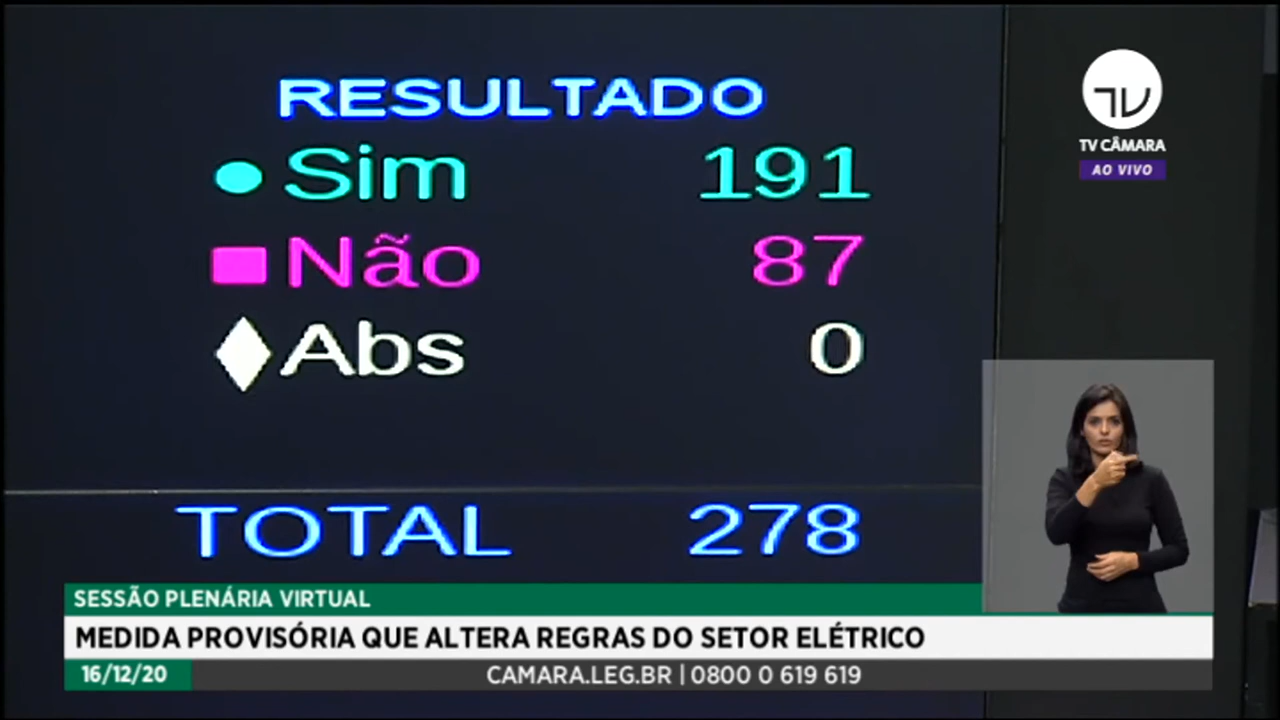 RESULTADO
Sim 191
Não 87
Abs 0
TOTAL 278
TV CÂMARA
AO VIVO
SESSÃO PLENÁRIA VIRTUAL
MEDIDA PROVISÓRIA QUE ALTERA REGRAS DO SETOR ELÉTRICO
16/12/20 CAMARA.LEG.BR | 0800 0 619 619